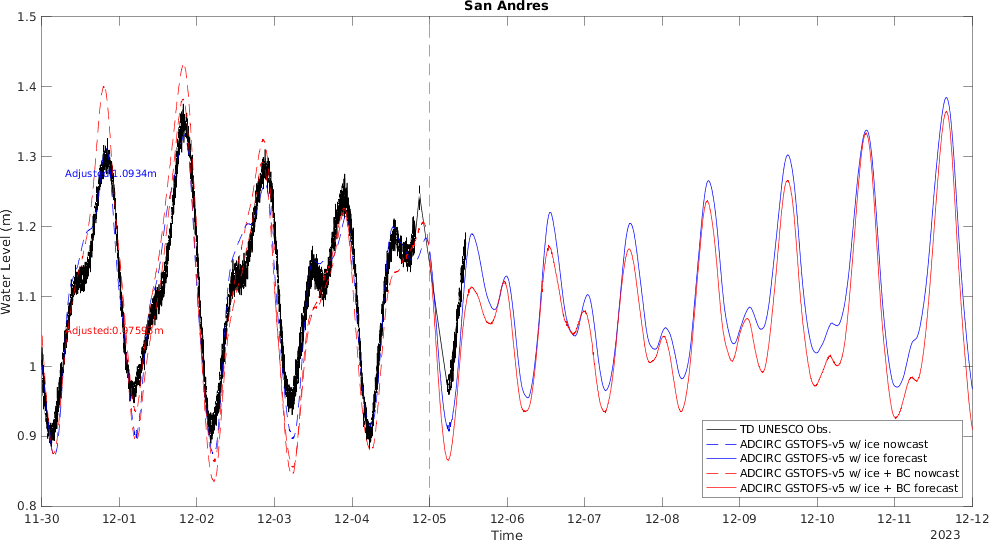 San Andres
1.5
1.4
1.3
1.2
1.1
1
0.9
0.8
Water Level (m)
Adjusted:1.0934m
TD UNESCO Obs.
ADCIRC GSTOFS-v5 w/ ice nowcast
ADCIRC GSTOFS-v5 w/ ice forecast
ADCIRC GSTOFS-v5 w/ ice + BC nowcast
ADCIRC GSTOFS-v5 w/ ice + BC forecast
11-30 12-01 12-02 12-03 12-04 12-05 12-06 12-07 12-08 12-09 12-10 12-11 12-12
Time
2023